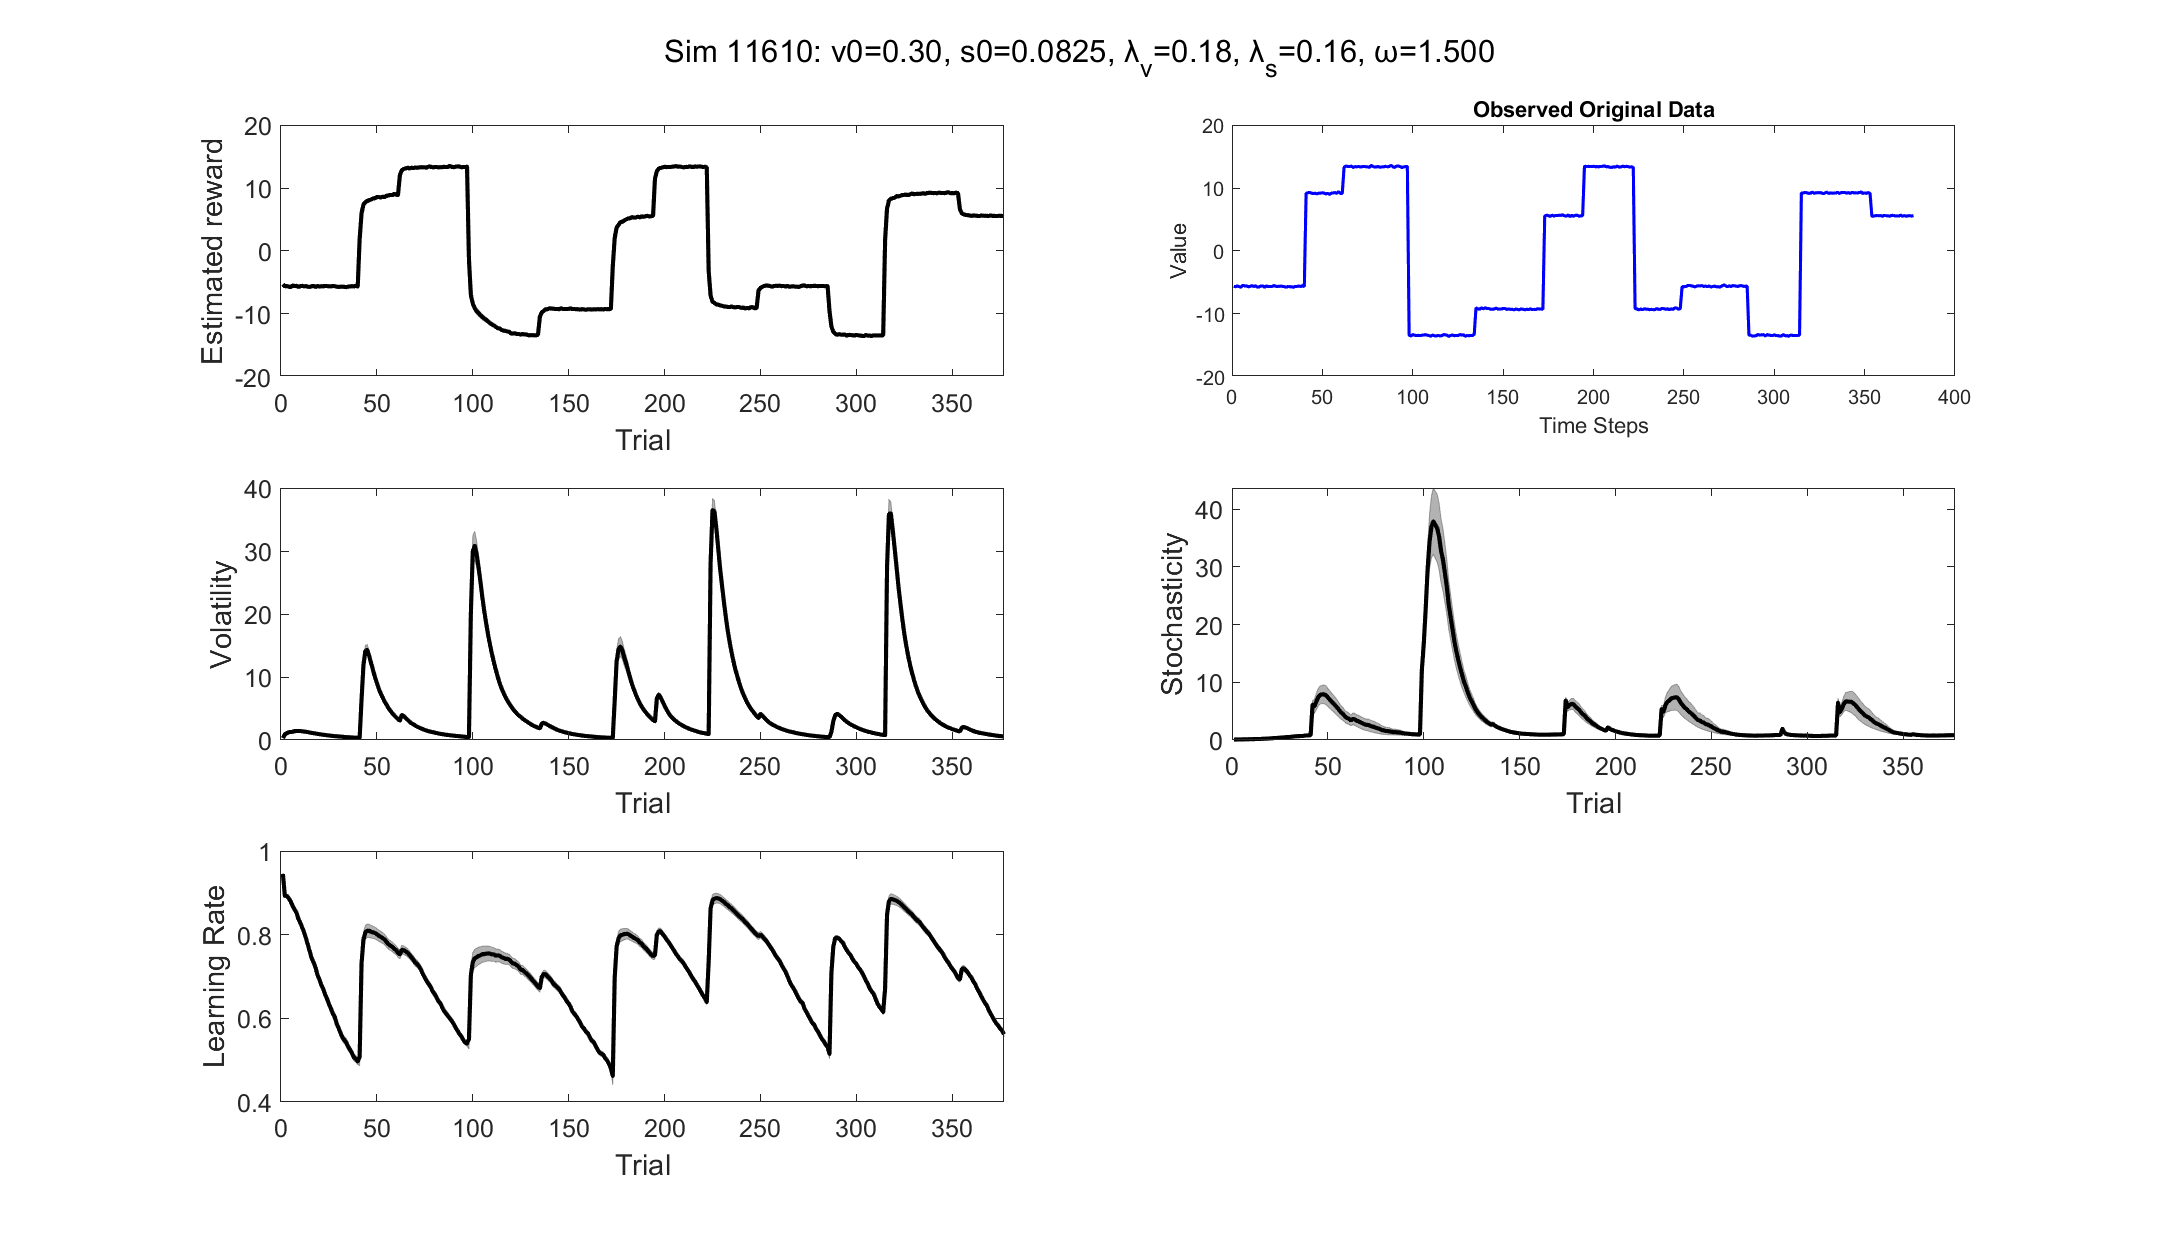 Sim 11610: v0=0.30, s0=0.0825, λv=0.18, λs=0.16, ω=1.500
20
10
0
-10
-20
Estimated reward
0 50 100 150 200 250 300 350
Trial
Observed Original Data
20
10
0
-10
-20
Value
0 50 100 150 200 250 300 350 400
Time Steps
40
30
20
10
0
Volatility
0 50 100 150 200 250 300 350
Trial
40
30
20
10
0
Stochasticity
0 50 100 150 200 250 300 350
Trial
1
0.8
0.6
0.4
Learning Rate
0 50 100 150 200 250 300 350
Trial